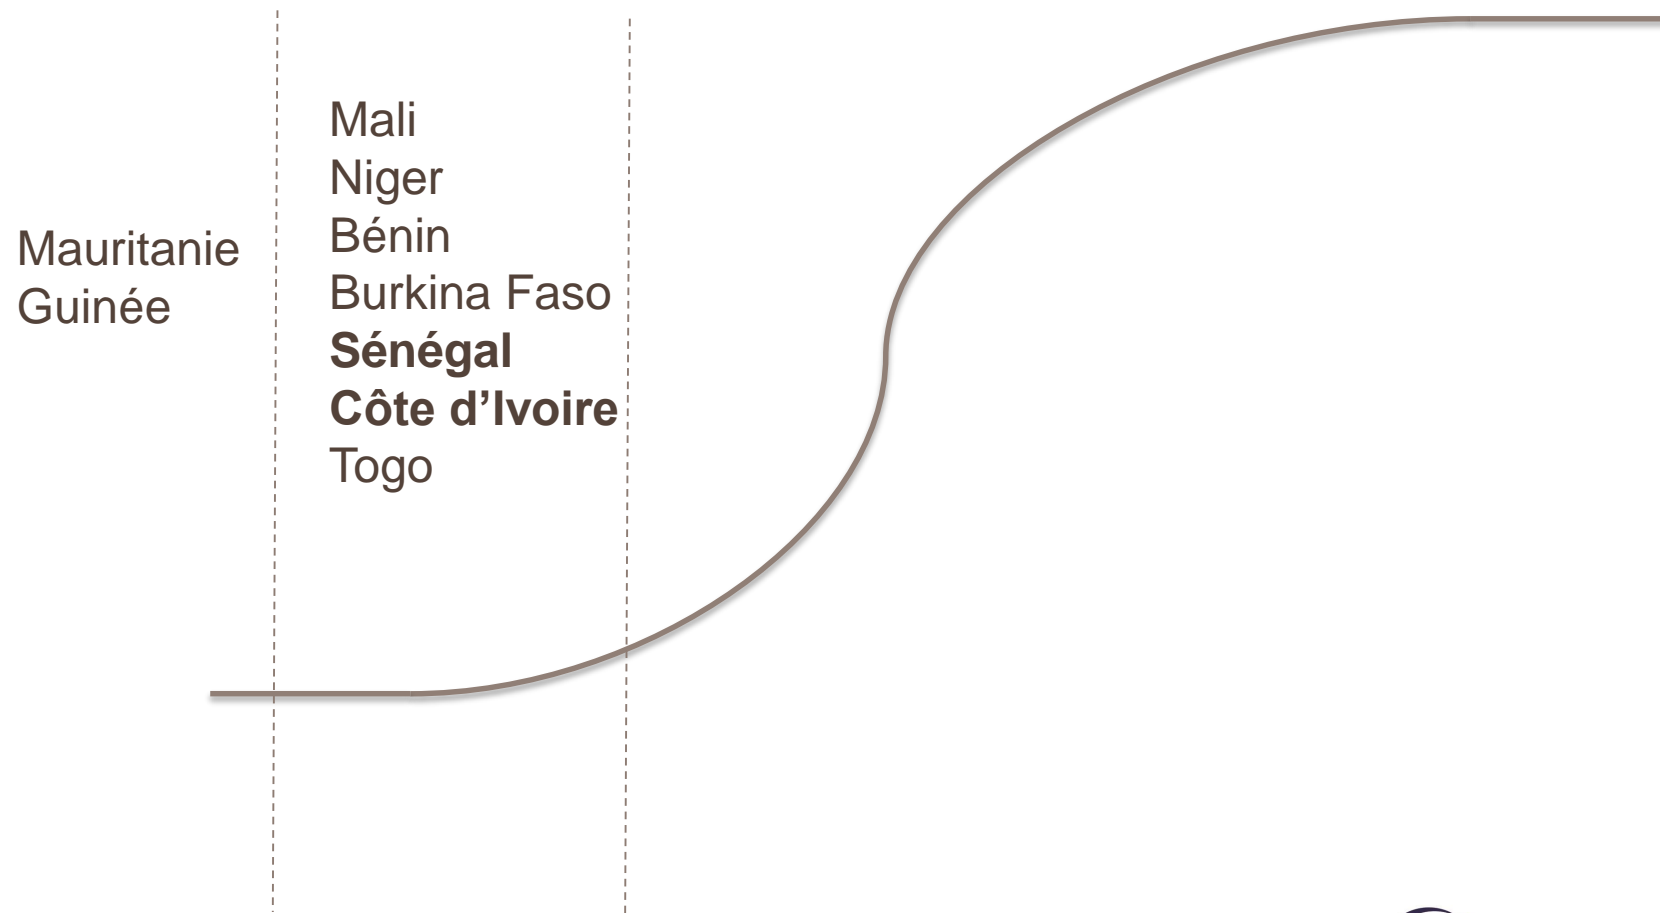 Mauritanie
Guinée
Mali
Niger
Bénin
Burkina Faso
Sénégal
Côte d’Ivoire
Togo